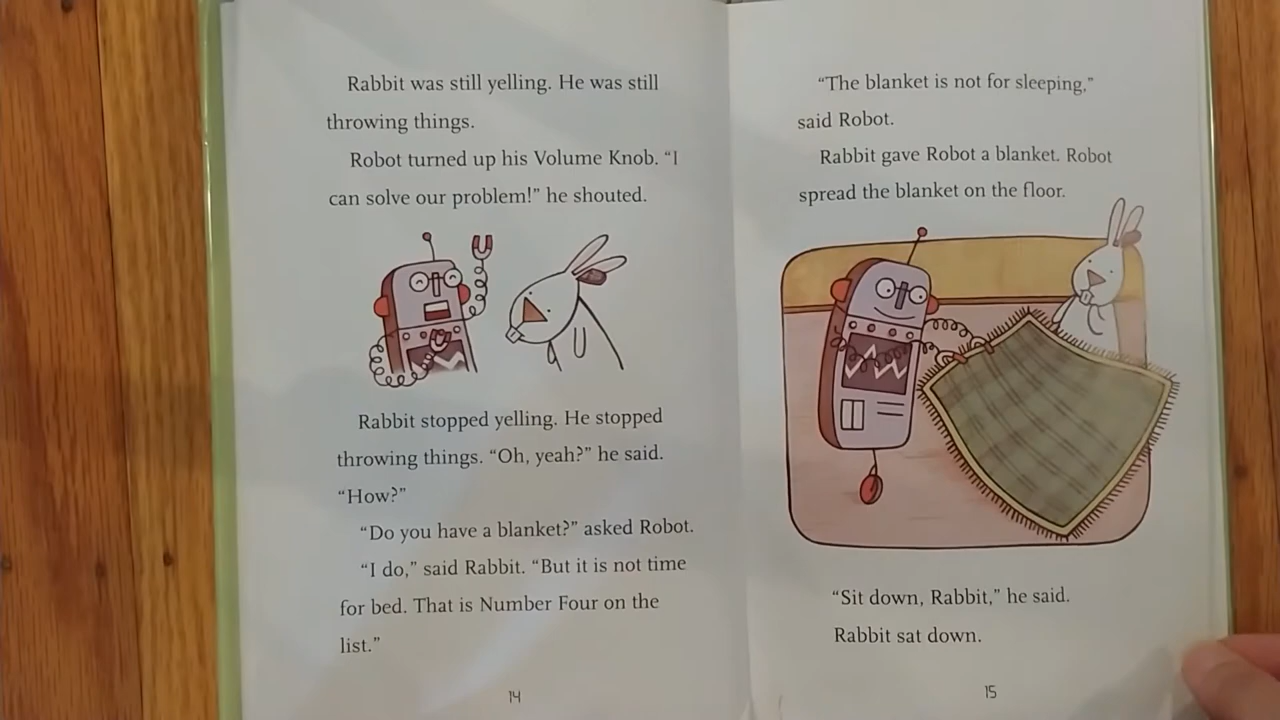 Rabbit was still yelling. He was still
throwing things.
Robot turned up his Volume Knob. “I
can solve our problem!” he shouted.
Rabbit stopped yelling. He stopped
throwing things. “Oh, yeah?” he said.
“How?”
“Do you have a blanket?” asked Robot.
“I do,” said Rabbit. “But it is not time
for bed. That is Number Four on the
list.”
14
“The blanket is not for sleeping,”
said Robot.
Rabbit gave Robot a blanket. Robot
spread the blanket on the floor.
“Sit down, Rabbit,” he said.
Rabbit sat down.
15